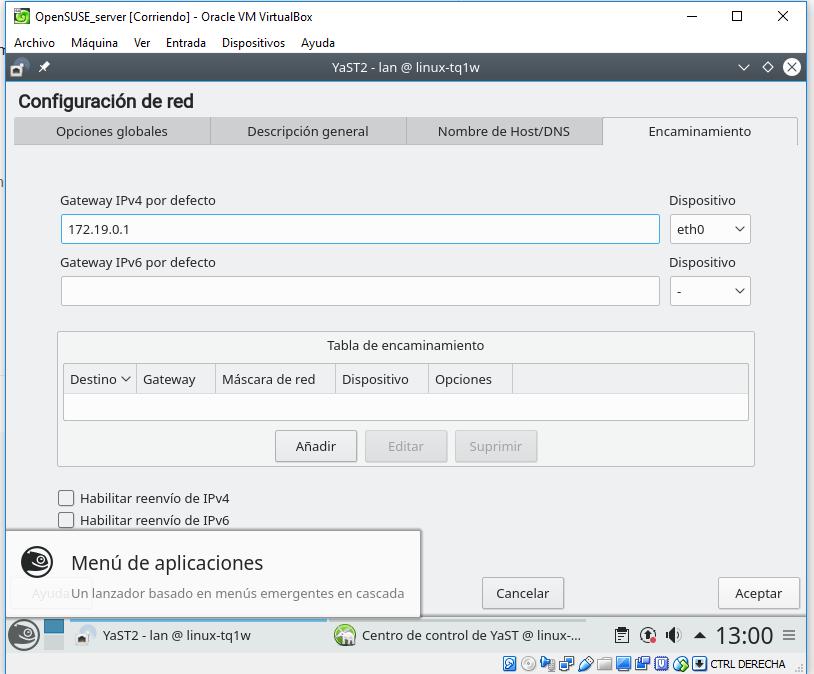 OpenSUSE_server [Corriendo] - Oracle VM VirtualBox
Archivo Máquina Ver Entrada Dispositivos Ayuda
YaST2 - lan @ linux-tq1w
Configuración de red
Opciones globales Descripción general Nombre de Host/DNS Encaminamiento
Gateway IPv4 por defecto Dispositivo
172.19.0.1 eth0
Gateway IPv6 por defecto Dispositivo
-
Tabla de encaminamiento
Destino Gateway Máscara de red Dispositivo Opciones
Añadir Editar Suprimir
Habilitar reenvío de IPv4
Habilitar reenvío de IPv6
Menú de aplicaciones
Un lanzador basado en menús emergentes en cascada
Ayuda Cancelar Aceptar
YaST2 - lan @ linux-tq1w Centro de control de YaST @ linux-... 13:00
CTRL DERECHA